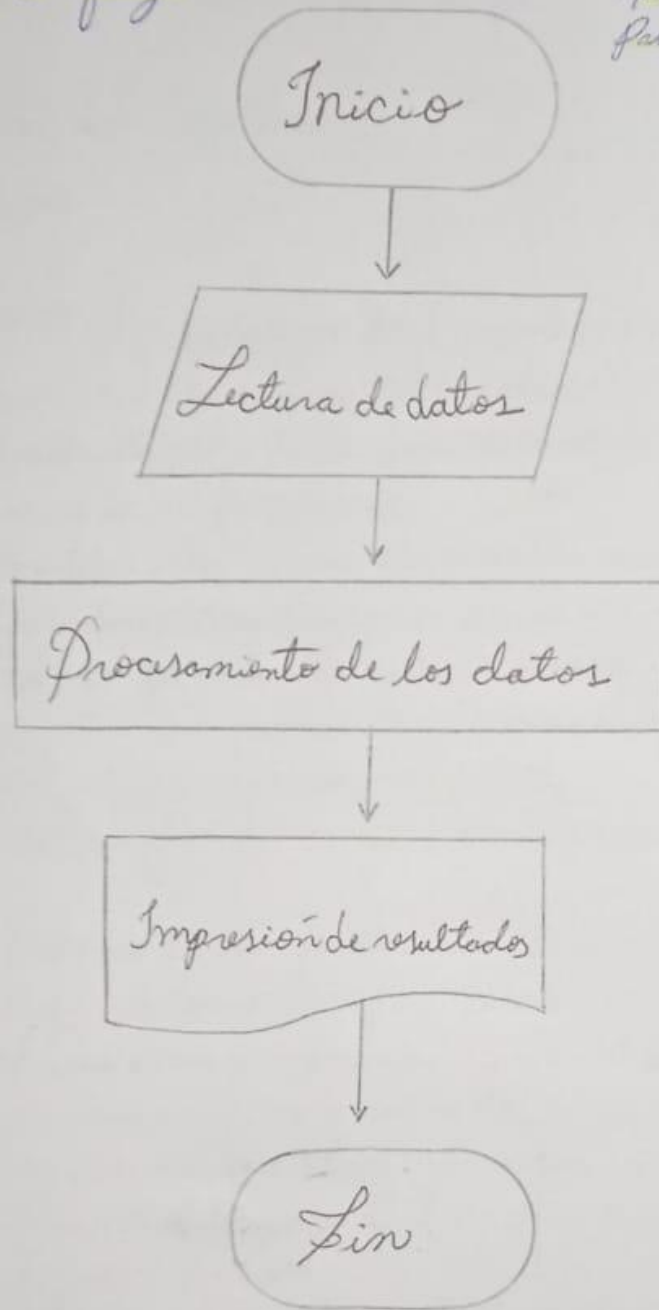 Inicio
Lectura de datos
Procesamiento de los datos
Impresión de resultados
Fin